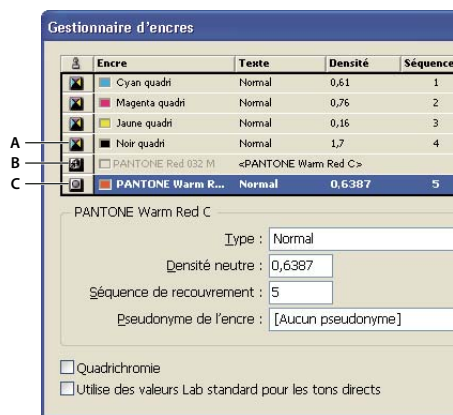 Gestionnaire d'encres
Encre Texte Densité Séquence
Cyan quadri Normal 0,61 1
Magenta quadri Normal 0,76 2
Jaune quadri Normal 0,16 3
A Noir quadri Normal 1,7 4
B PANTONE Red 032 M <PANTONE Warm Red C>
C PANTONE Warm R... Normal 0,6387 5
PANTONE Warm Red C
Type : Normal
Densité neutre : 0,6387
Séquence de recouvrement : 5
Pseudonyme de l'encre : [Aucun pseudonyme]
Quadrichromie
Utilise des valeurs Lab standard pour les tons directs